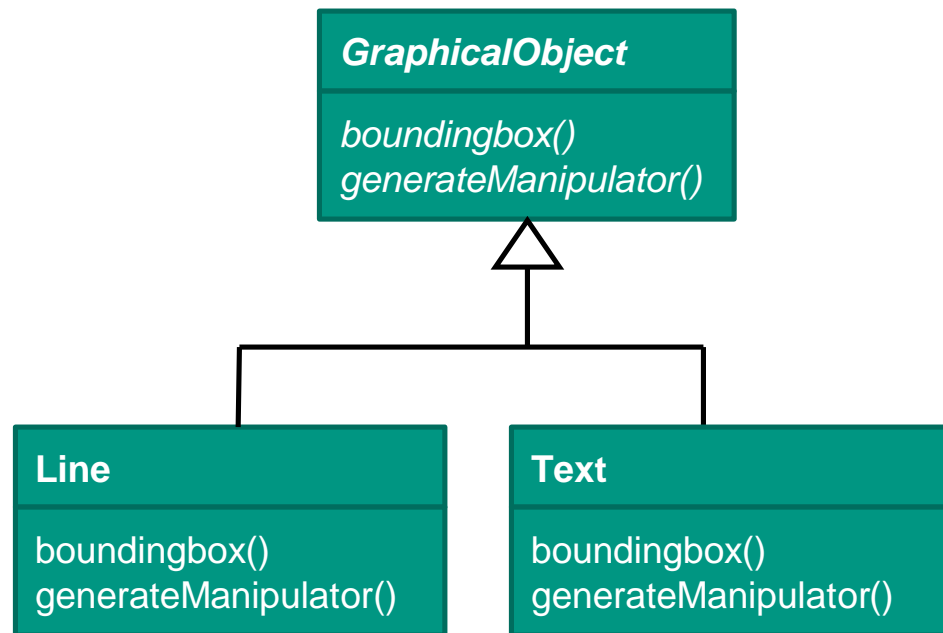 GraphicalObject
boundingbox()
generateManipulator()
Line
boundingbox()
generateManipulator()
Text
boundingbox()
generateManipulator()